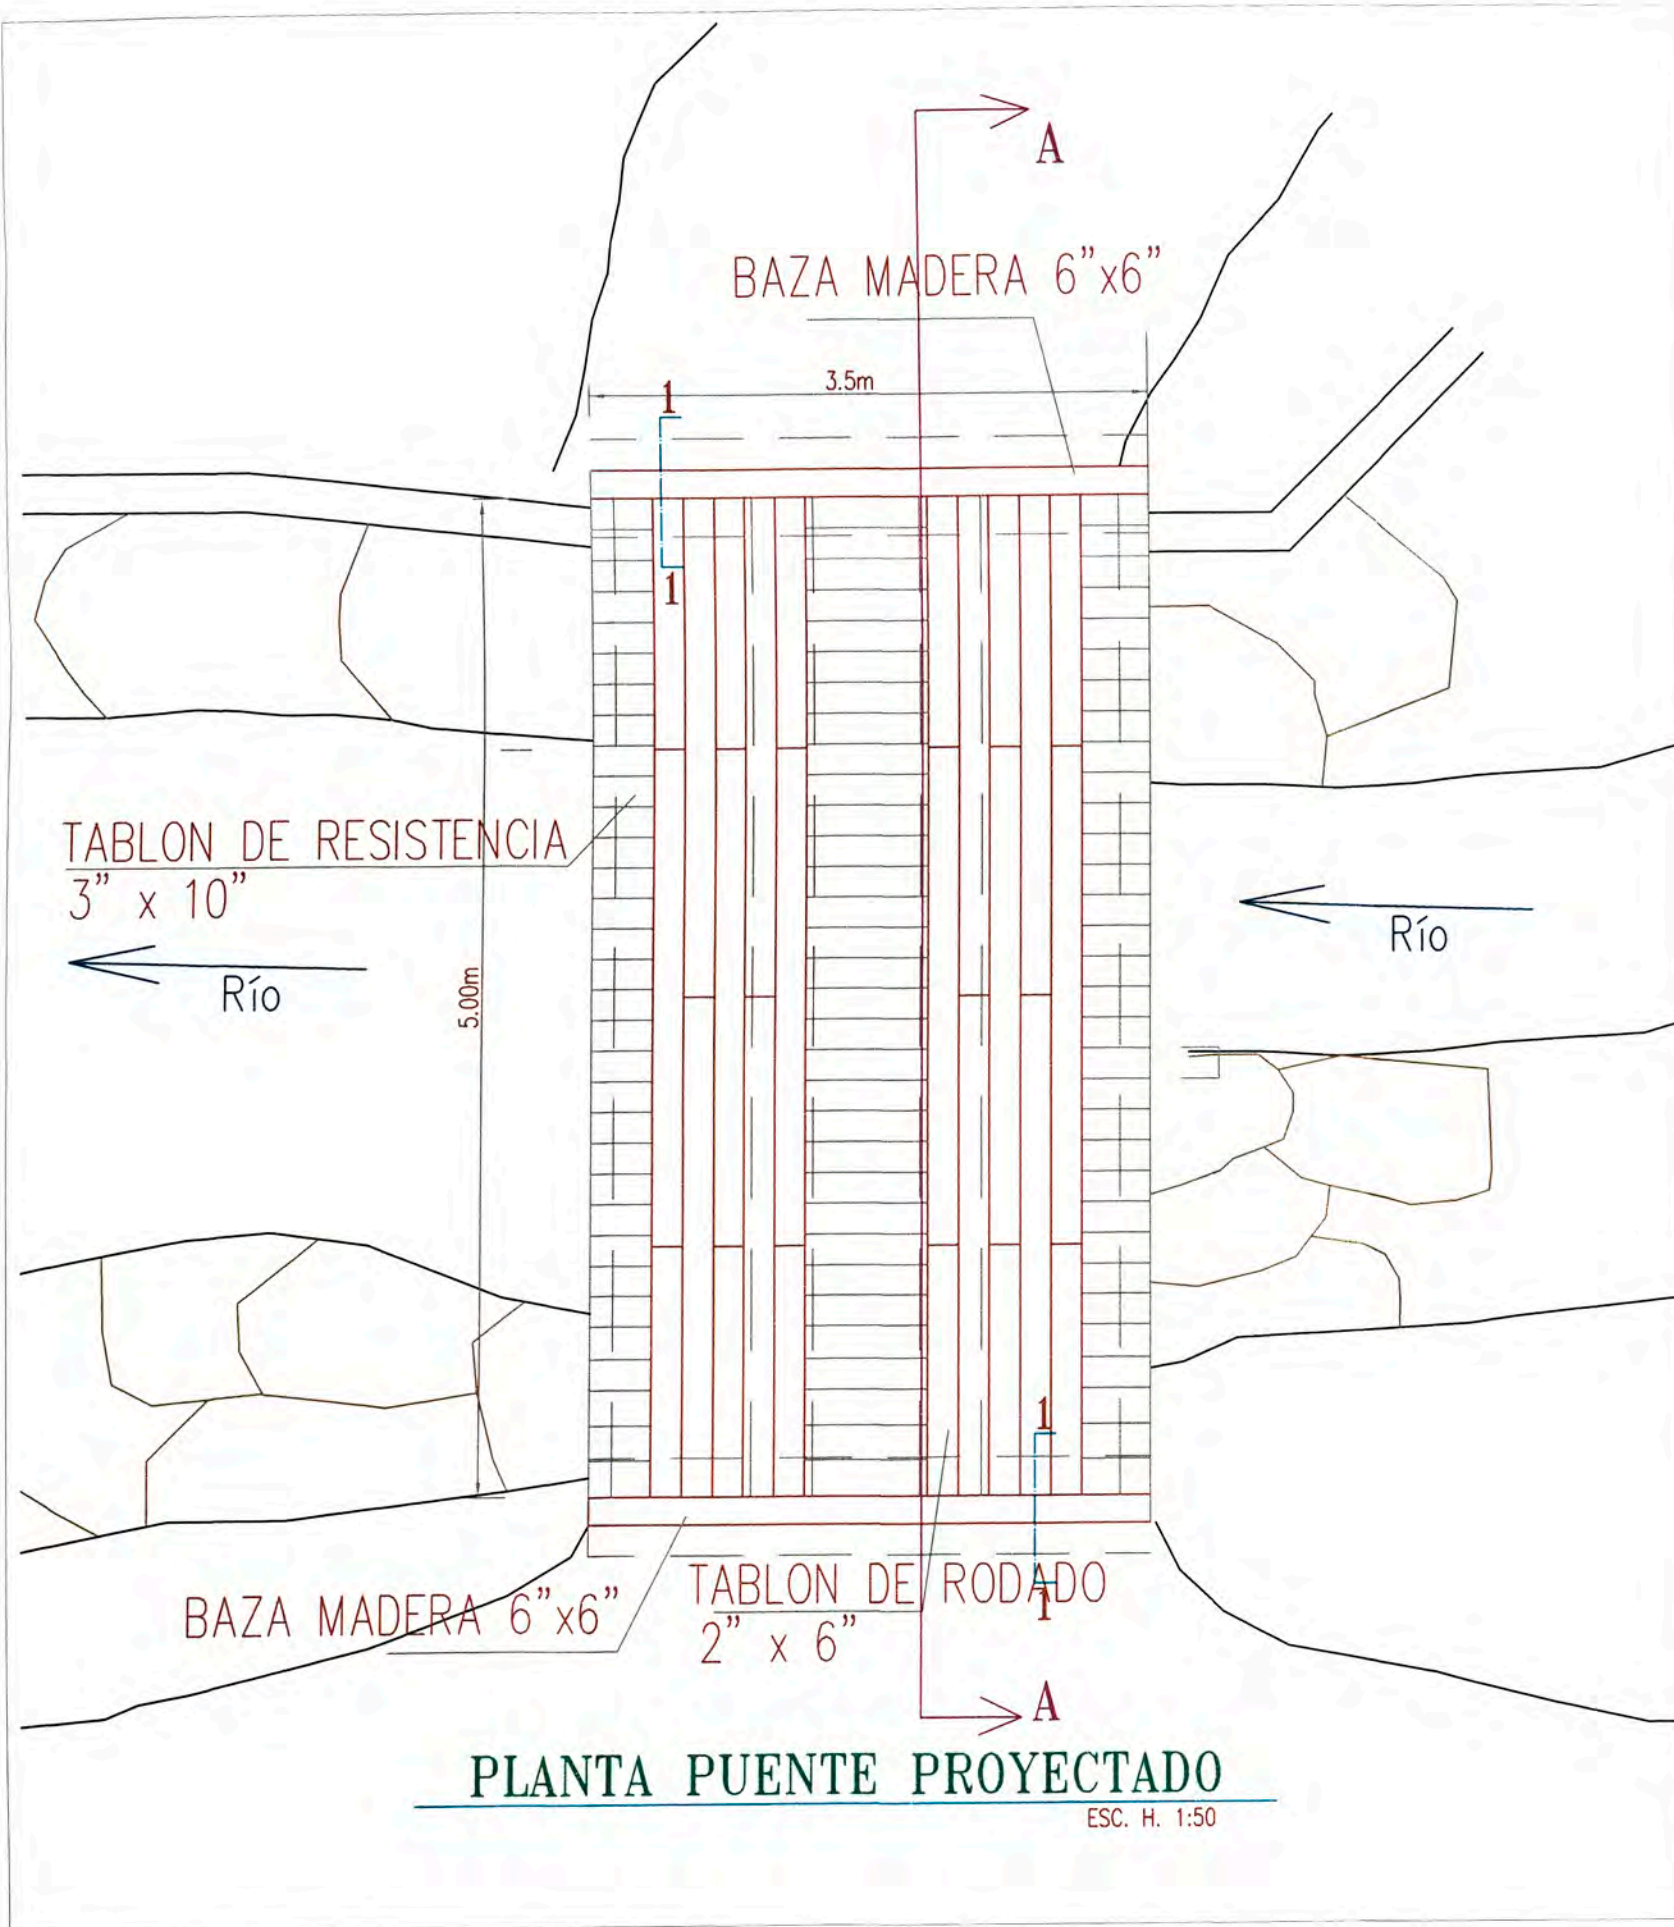 A
BAZA MADERA 6”x6”
3.5m
1
1
TABLON DE RESISTENCIA
3” x 10”
Río
Río
5.00m
1
TABLON DE RODADO
1
2” x 6”
BAZA MADERA 6”x6”
A
PLANTA PUENTE PROYECTADO
ESC. H. 1:50